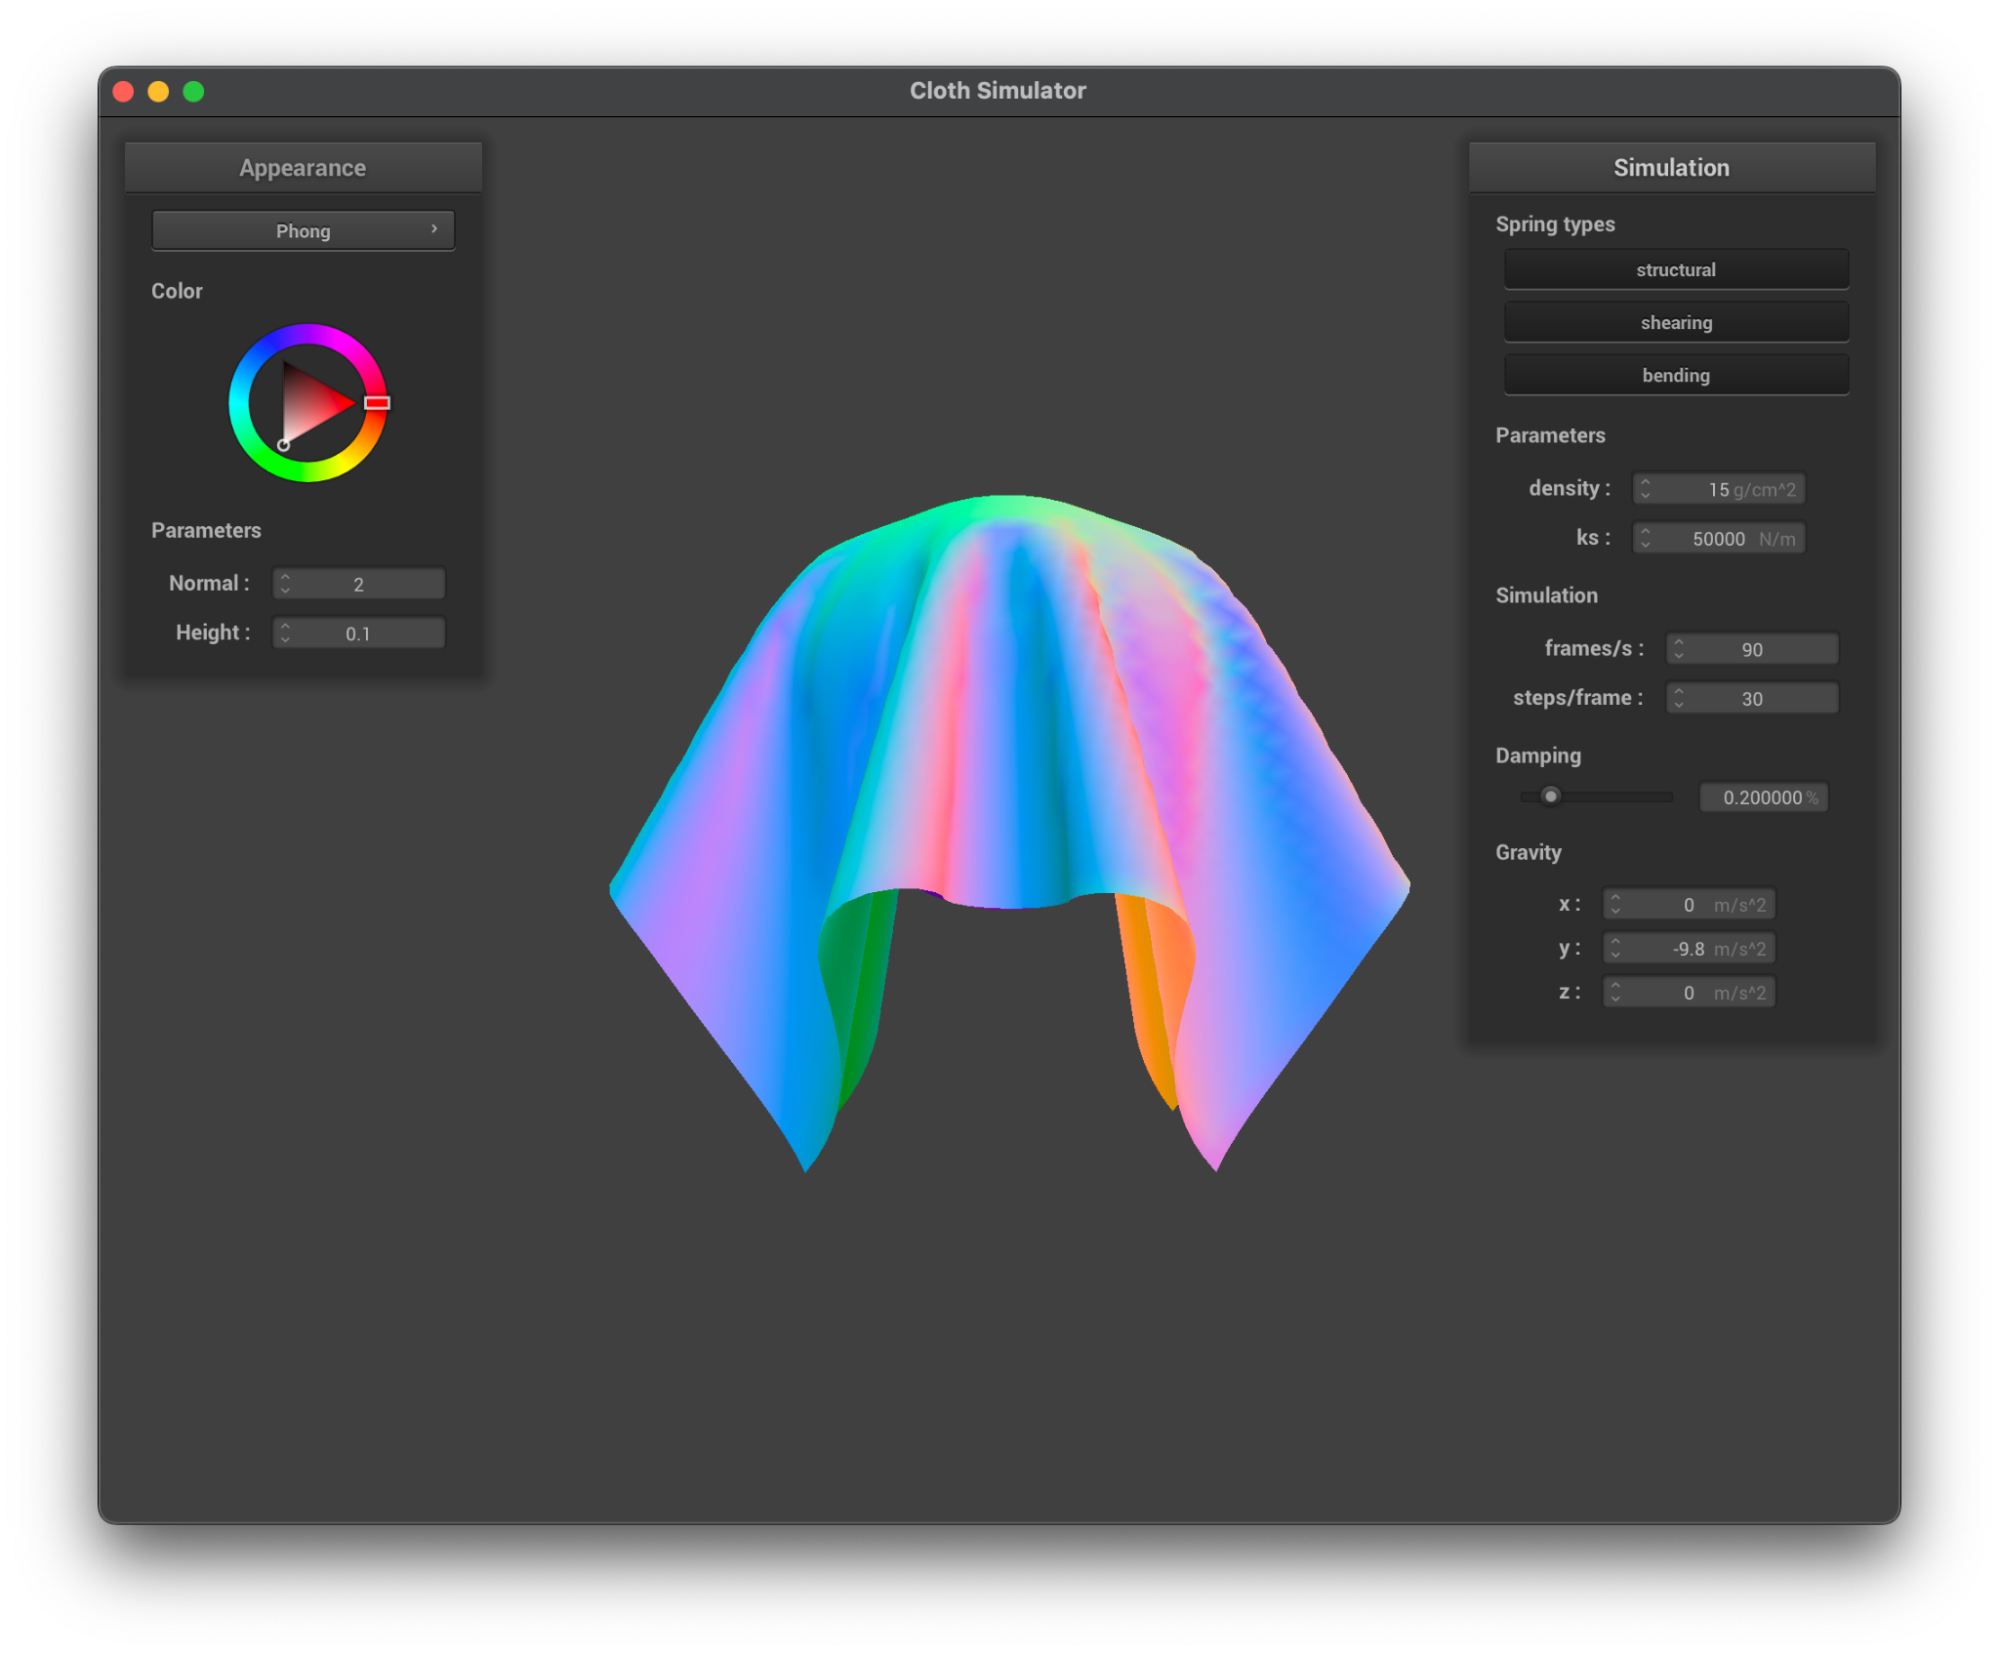 Cloth Simulator
Appearance
Phong
Color
Parameters
Normal : 2
Height : 0.1
Simulation
Spring types
structural
shearing
bending
Parameters
density : 15 g/cm^2
ks : 50000 N/m
Simulation
frames/s : 90
steps/frame : 30
Damping
0.200000 %
Gravity
x : 0 m/s^2
y : -9.8 m/s^2
z : 0 m/s^2